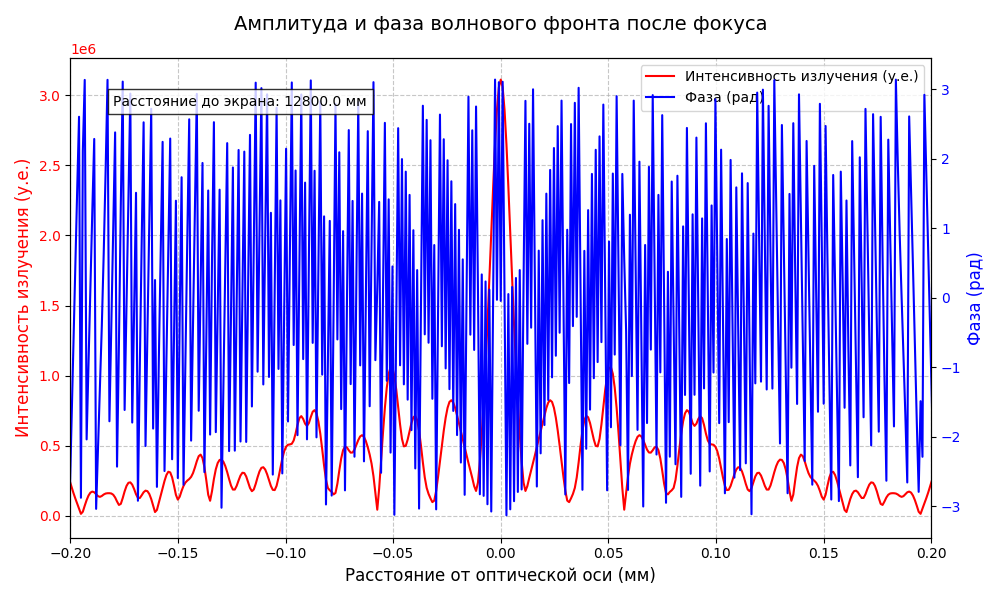 Амплитуда и фаза волнового фронта после фокуса
1e6
Интенсивность излучения (у.е.)
Фаза (рад)
Расстояние до экрана: 12800.0 мм
3.0
2.5
2.0
1.5
1.0
0.5
0.0
Интенсивность излучения (у.е.)
3
2
1
0
−1
−2
−3
Фаза (рад)
−0.20 −0.15 −0.10 −0.05 0.00 0.05 0.10 0.15 0.20
Расстояние от оптической оси (мм)